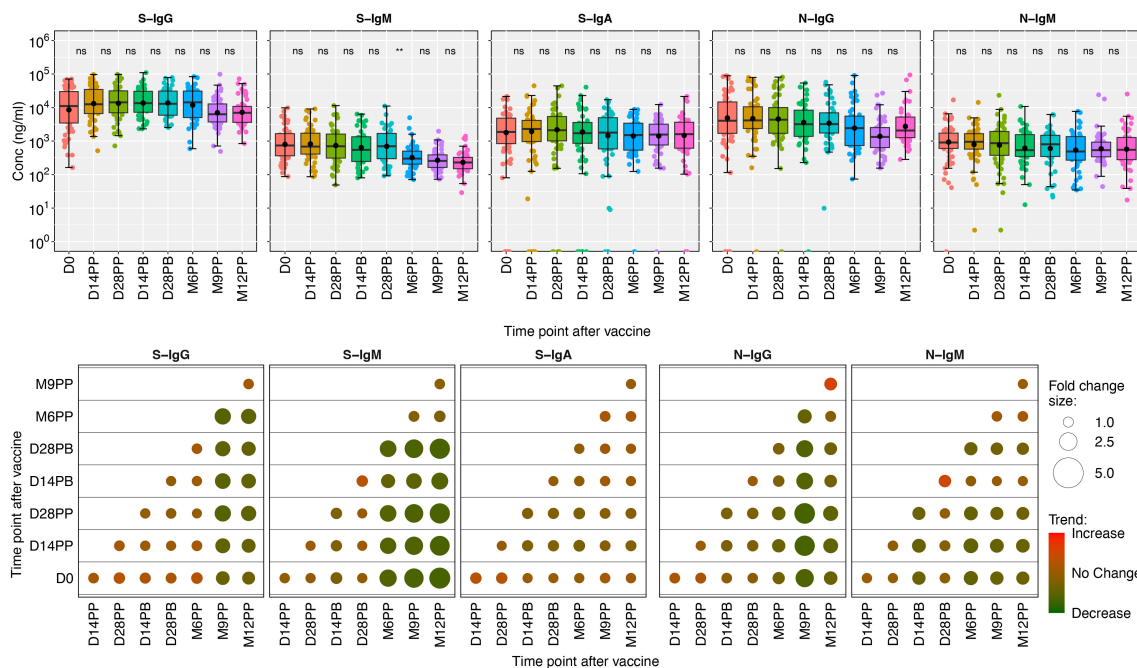 S–IgG S–IgM S–IgA N–IgG N–IgM
ns ns ns ns ns ns ns
ns ns ns ns ** ns ns
ns ns ns ns ns ns ns
ns ns ns ns ns ns ns
ns ns ns ns ns ns ns
Conc (ng/ml)
10⁶
10⁵
10⁴
10³
10²
10¹
10⁰
D0 D14PP D28PP D14PB D28PB M6PP M9PP M12PP
D0 D14PP D28PP D14PB D28PB M6PP M9PP M12PP
D0 D14PP D28PP D14PB D28PB M6PP M9PP M12PP
D0 D14PP D28PP D14PB D28PB M6PP M9PP M12PP
D0 D14PP D28PP D14PB D28PB M6PP M9PP M12PP
Time point after vaccine
S–IgG S–IgM S–IgA N–IgG N–IgM
Time point after vaccine
M9PP
M6PP
D28PB
D14PB
D28PP
D14PP
D0
D14PP D28PP D14PB D28PB M6PP M9PP M12PP
D14PP D28PP D14PB D28PB M6PP M9PP M12PP
D14PP D28PP D14PB D28PB M6PP M9PP M12PP
D14PP D28PP D14PB D28PB M6PP M9PP M12PP
D14PP D28PP D14PB D28PB M6PP M9PP M12PP
Time point after vaccine
Fold change
size:
1.0
2.5
5.0
Trend:
Increase
No Change
Decrease